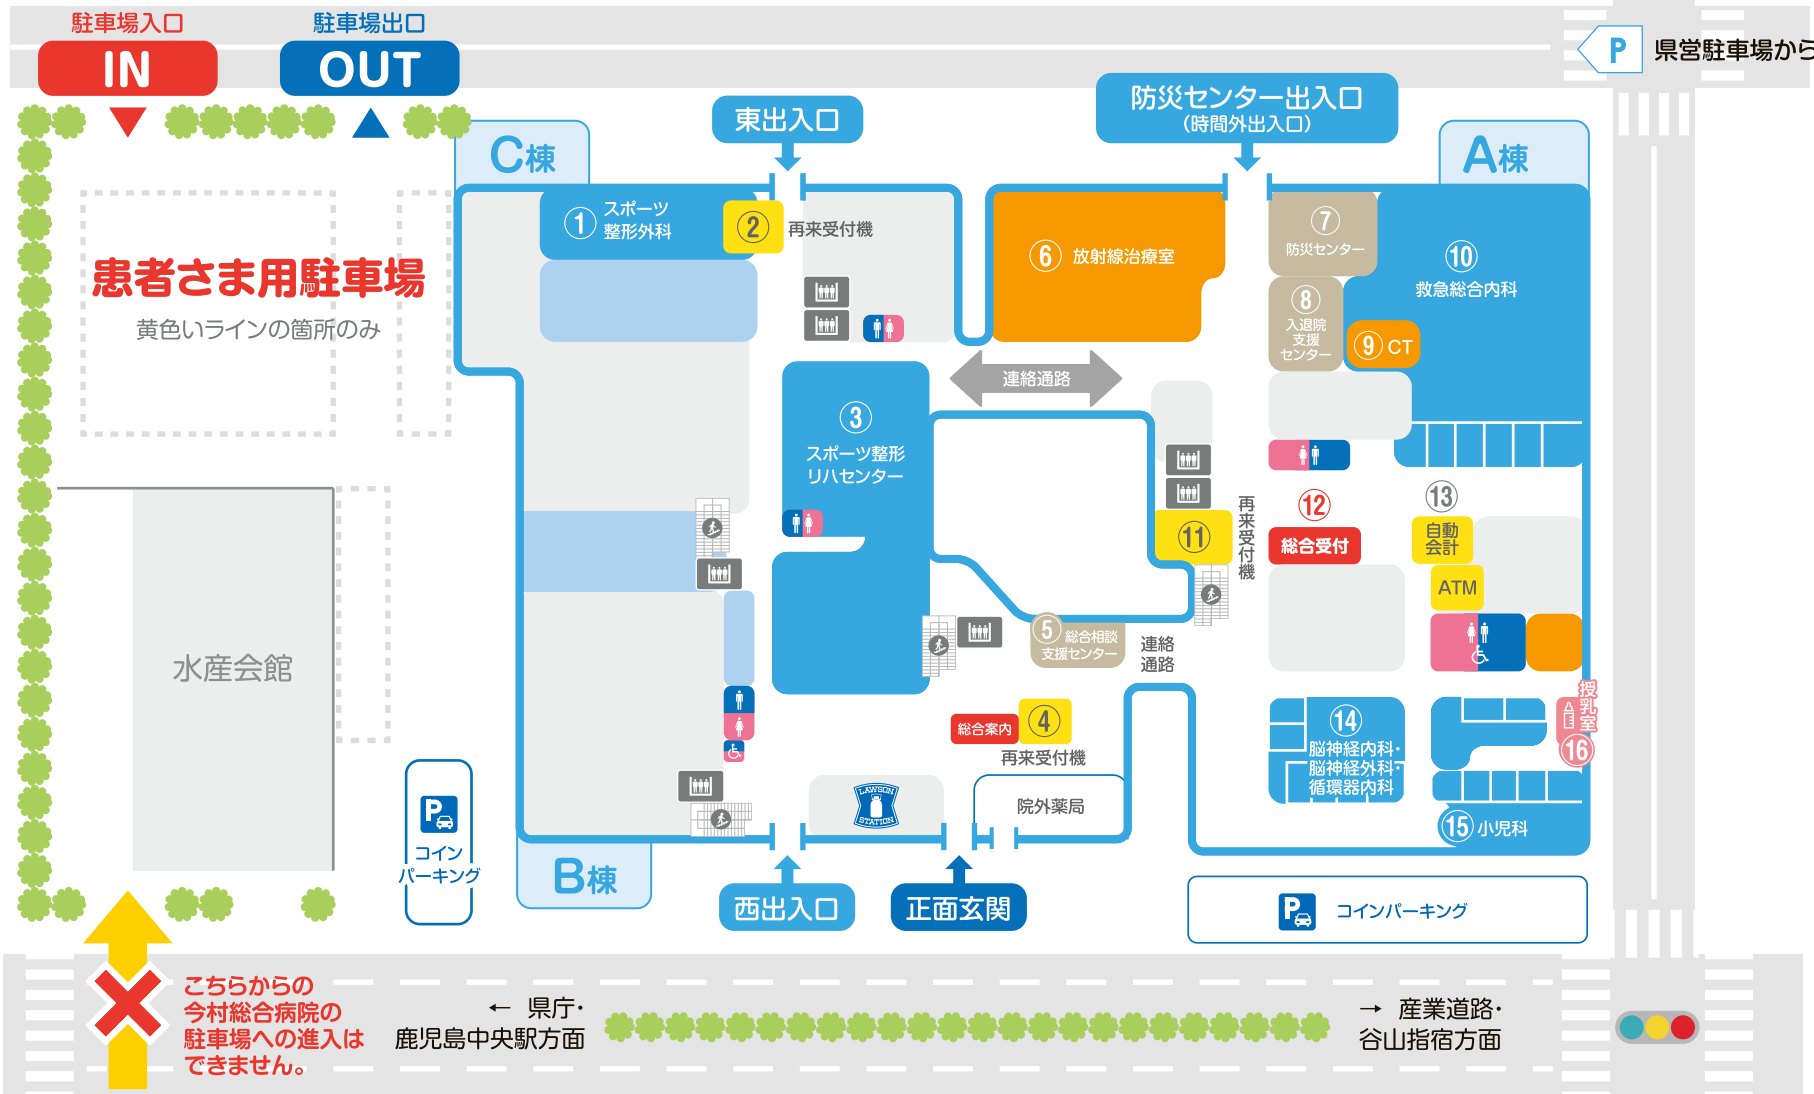 駐車場入口
IN
駐車場出口
OUT
P
県営駐車場から
東出入口
防災センター出入口
(時間外出入口)
C棟
A棟
患者さま用駐車場
黄色いラインの箇所のみ
① スポーツ
整形外科
② 再来受付機
⑥ 放射線治療室
⑦
防災センター
⑧
入退院
支援
センター
⑨ CT
⑩
救急総合内科
連絡通路
③
スポーツ整形
リハセンター
⑪
再来受付機
⑫
総合受付
⑬
自動
会計
ATM
⑤ 総合相談
支援センター
連絡
通路
水産会館
総合案内
④
再来受付機
⑭
脳神経内科・
脳神経外科・
循環器内科
授乳室
AED
⑯
⑮ 小児科
LAWSON
STATION
院外薬局
P
コイン
パーキング
B棟
西出入口
正面玄関
P
コインパーキング
こちらからの
今村総合病院の
駐車場への進入は
できません。
← 県庁・
鹿児島中央駅方面
→ 産業道路・
谷山指宿方面